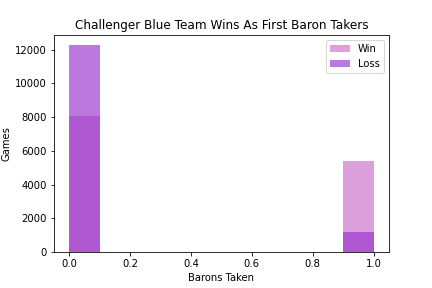 Challenger Blue Team Wins As First Baron Takers
Win
Loss
12000
10000
8000
6000
4000
2000
0
Games
0.0 0.2 0.4 0.6 0.8 1.0
Barons Taken